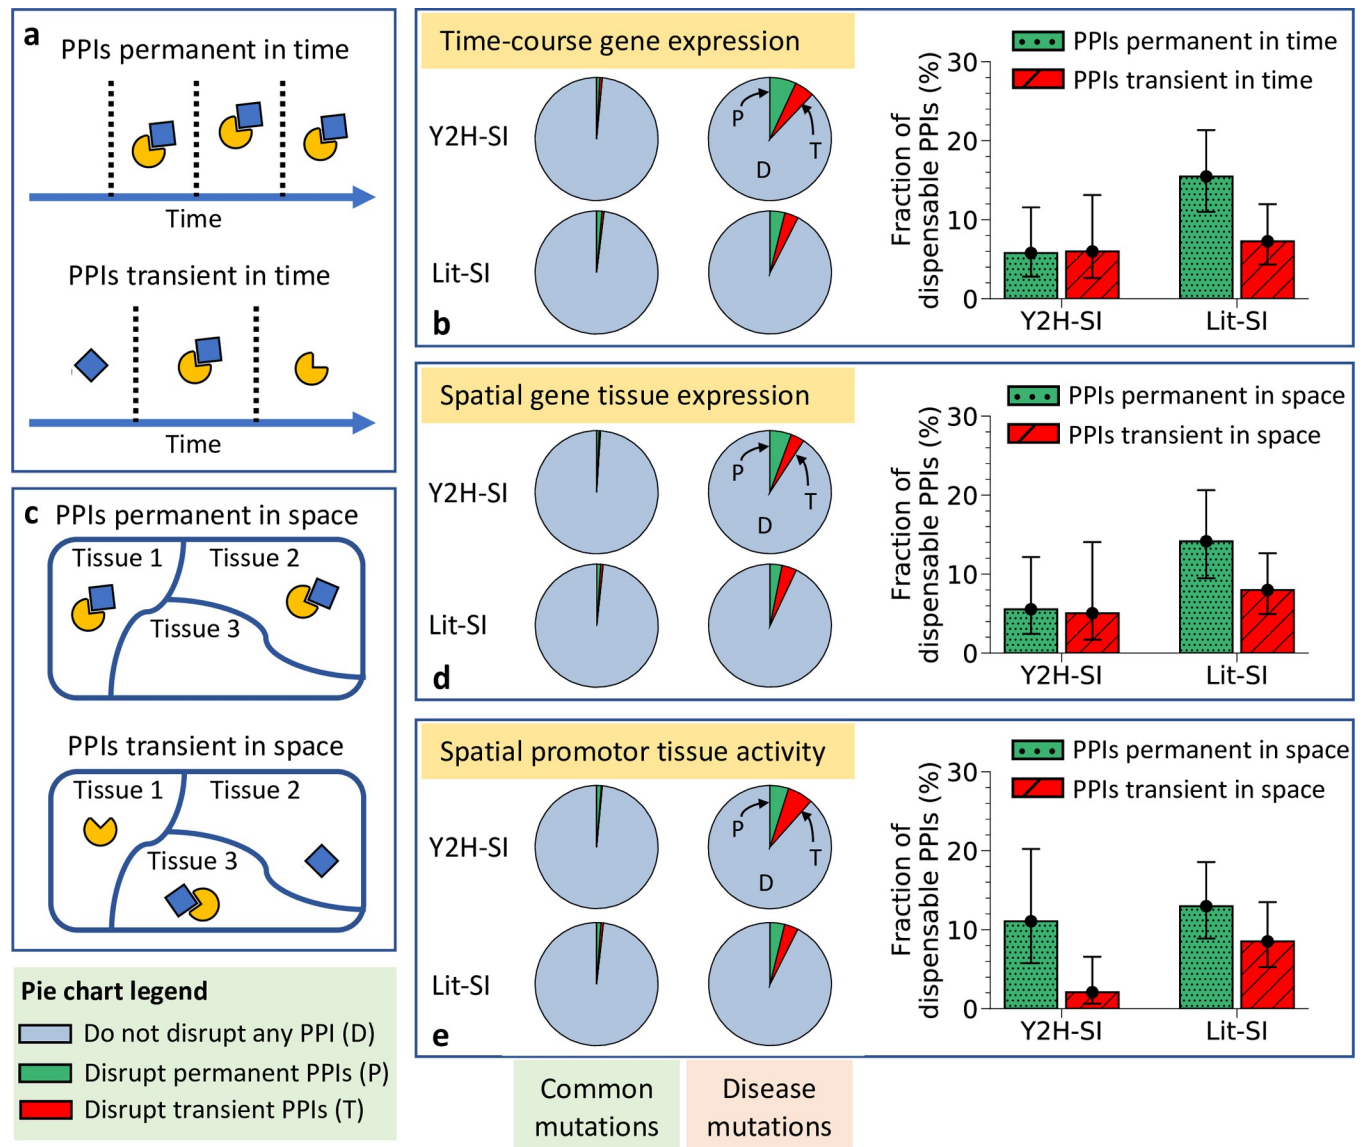 a
PPIs permanent in time
Time
PPIs transient in time
Time
c PPIs permanent in space
Tissue 1 Tissue 2
Tissue 3
PPIs transient in space
Tissue 1 Tissue 2
Tissue 3
Pie chart legend
Do not disrupt any PPI (D)
Disrupt permanent PPIs (P)
Disrupt transient PPIs (T)
Time-course gene expression
Y2H-SI
P
T
D
Lit-SI
b
PPIs permanent in time
PPIs transient in time
Fraction of
dispensable PPIs (%)
30
20
10
0
Y2H-SI Lit-SI
Spatial gene tissue expression
Y2H-SI
P
T
D
Lit-SI
d
PPIs permanent in space
PPIs transient in space
Fraction of
dispensable PPIs (%)
30
20
10
0
Y2H-SI Lit-SI
Spatial promotor tissue activity
Y2H-SI
P
T
D
Lit-SI
e
PPIs permanent in space
PPIs transient in space
Fraction of
dispensable PPIs (%)
30
20
10
0
Y2H-SI Lit-SI
Common
mutations
Disease
mutations